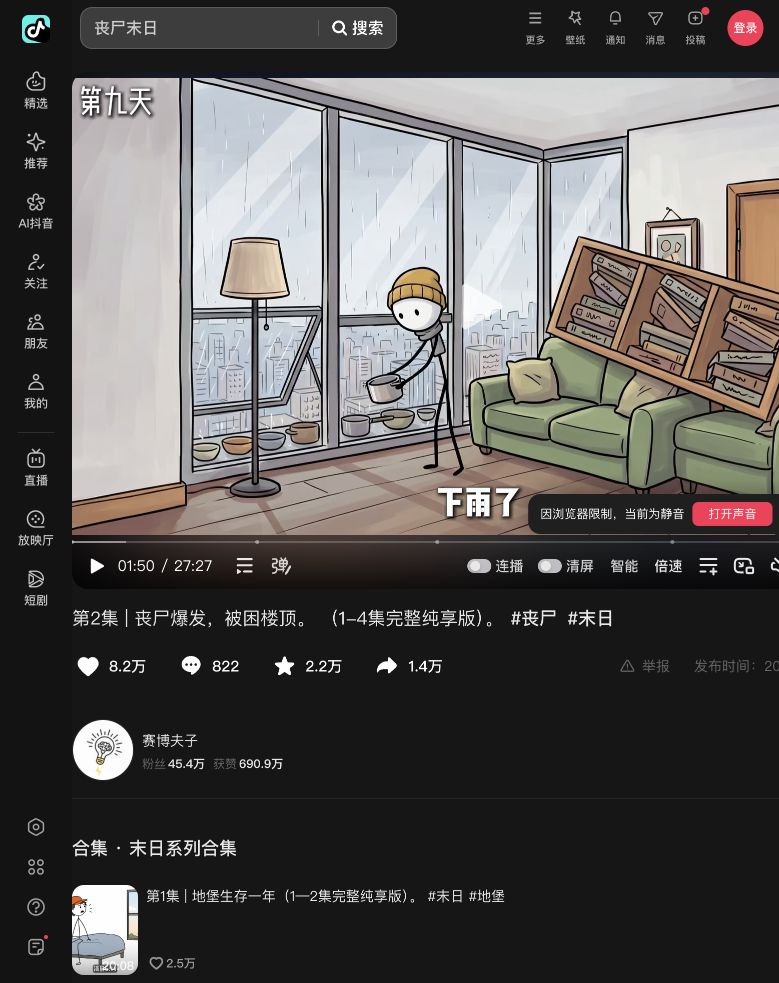 丧尸末日
搜索
更多
壁纸
通知
消息
投稿
登录
精选
推荐
AI抖音
关注
朋友
我的
直播
放映厅
短剧
第九天
下雨了
因浏览器限制，当前为静音
打开声音
01:50 / 27:27
弹
连播
清屏
智能
倍速
第2集 | 丧尸爆发，被困楼顶。（1-4集完整纯享版）。 #丧尸 #末日
8.2万
822
2.2万
1.4万
举报
发布时间：20
赛博夫子
粉丝 45.4万 获赞 690.9万
合集 · 末日系列合集
第1集 | 地堡生存一年（1—2集完整纯享版）。 #末日 #地堡
20:08
2.5万